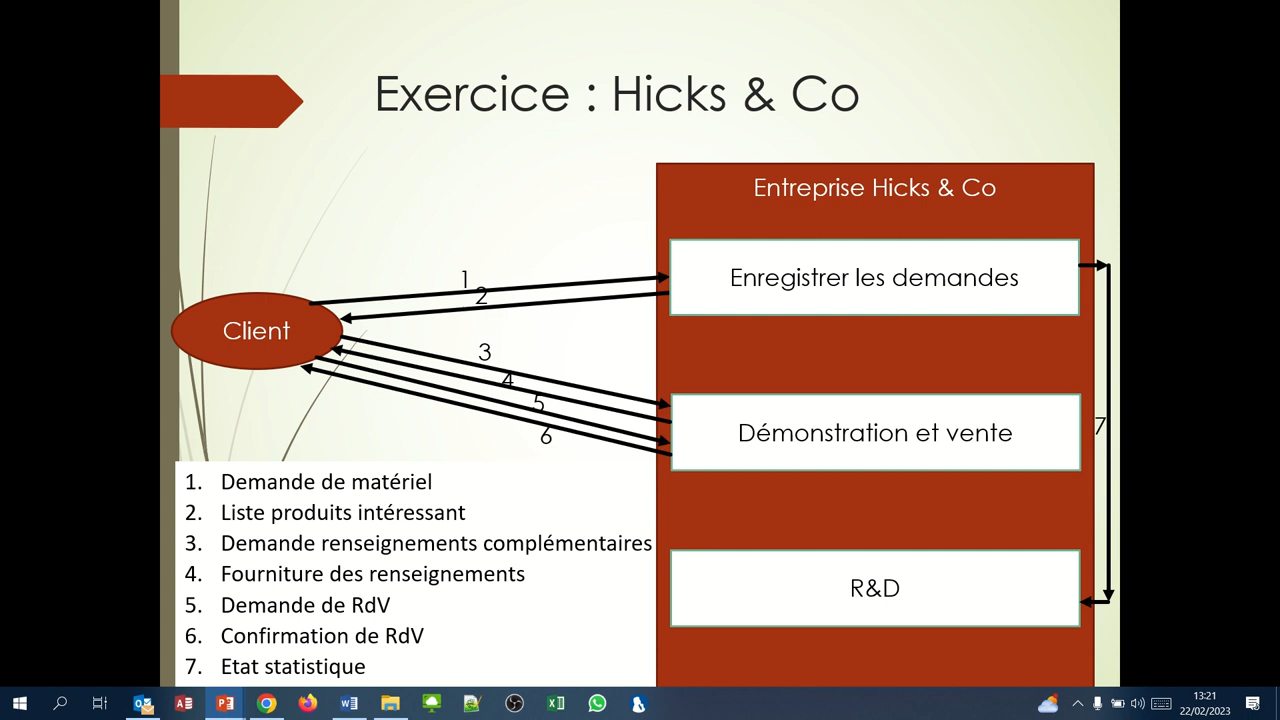 Exercice : Hicks & Co
Entreprise Hicks & Co
Enregistrer les demandes
1
2
Client
3
4
5
6
Démonstration et vente
7
R&D
1. Demande de matériel
2. Liste produits intéressant
3. Demande renseignements complémentaires
4. Fourniture des renseignements
5. Demande de RdV
6. Confirmation de RdV
7. Etat statistique
13:21
22/02/2023